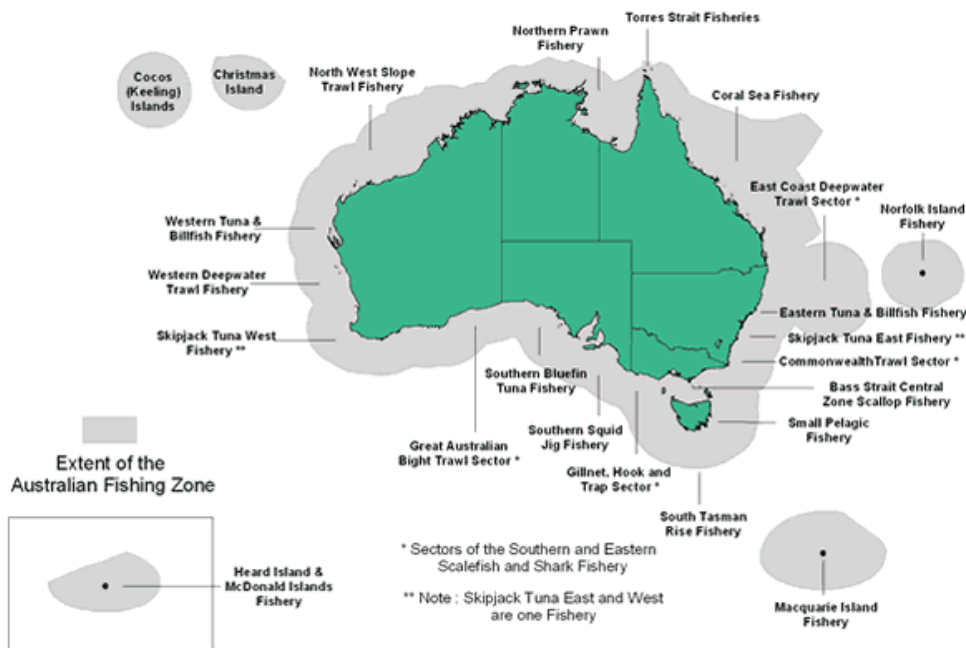 Torres Strait Fisheries
Northern Prawn
Fishery
Cocos
(Keeling)
Islands
Christmas
Island
North West Slope
Trawl Fishery
Coral Sea Fishery
East Coast Deepwater
Trawl Sector *
Norfolk Island
Fishery
Western Tuna &
Billfish Fishery
Western Deepwater
Trawl Fishery
Skipjack Tuna West
Fishery **
Eastern Tuna & Billfish Fishery
Skipjack Tuna East Fishery **
CommonwealthTrawl Sector *
Bass Strait Central
Zone Scallop Fishery
Small Pelagic
Fishery
Southern Bluefin
Tuna Fishery
Southern Squid
Jig Fishery
Great Australian
Bight Trawl Sector *
Gillnet, Hook and
Trap Sector *
South Tasman
Rise Fishery
Extent of the
Australian Fishing Zone
Heard Island &
McDonald Islands
Fishery
* Sectors of the Southern and Eastern
Scalefish and Shark Fishery
** Note : Skipjack Tuna East and West
are one Fishery
Macquarie Island
Fishery